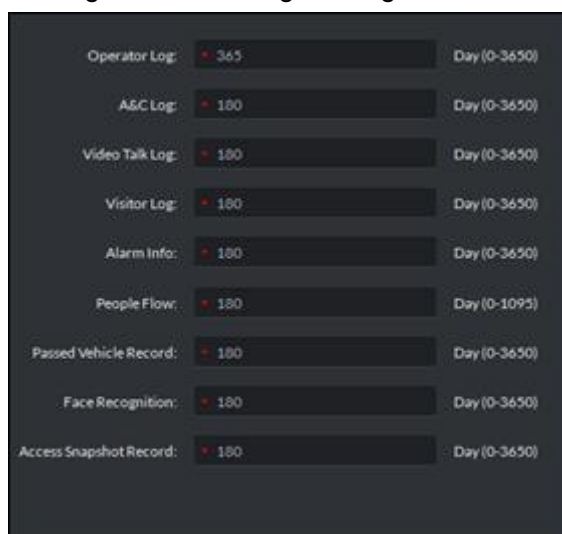 Operator Log: * 365 Day (0-3650)
A&C Log: * 180 Day (0-3650)
Video Talk Log: * 180 Day (0-3650)
Visitor Log: * 180 Day (0-3650)
Alarm Info: * 180 Day (0-3650)
People Flow: * 180 Day (0-1095)
Passed Vehicle Record: * 180 Day (0-3650)
Face Recognition: * 180 Day (0-3650)
Access Snapshot Record: * 180 Day (0-3650)